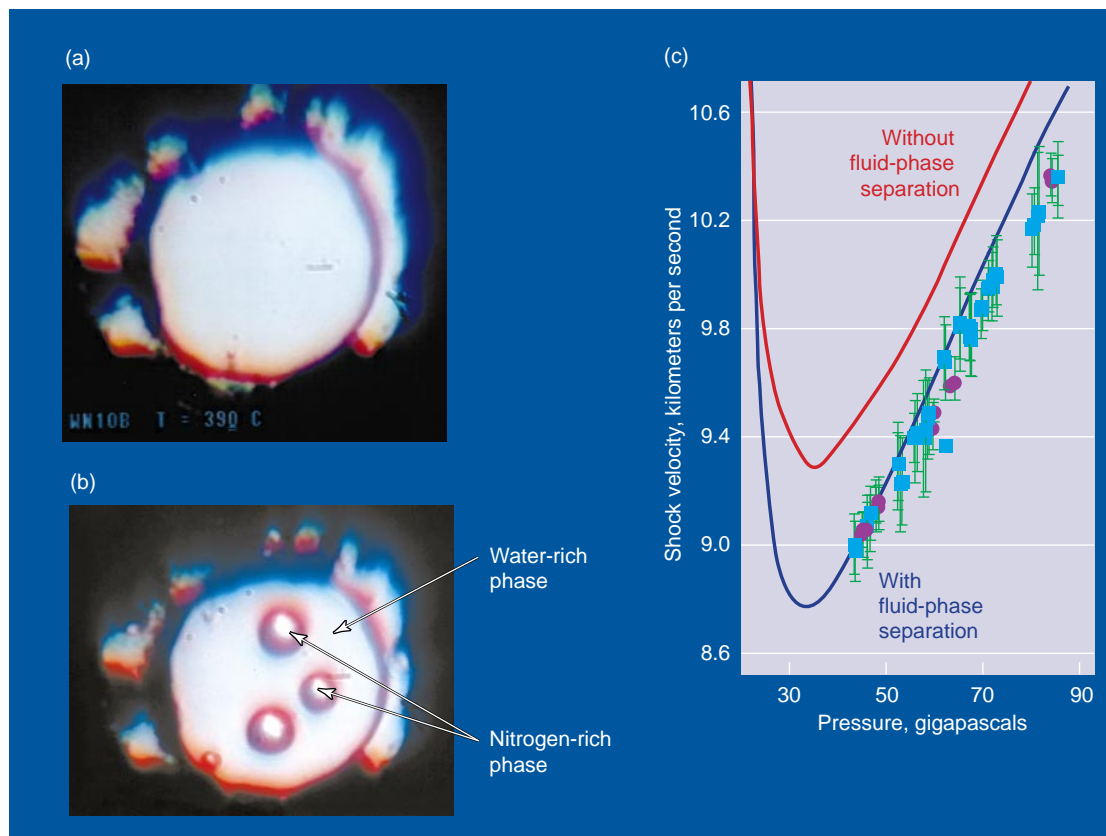 (a)
WN10B T = 390 C
(b)
Water-rich
phase
Nitrogen-rich
phase
(c)
Shock velocity, kilometers per second
10.6
10.2
9.8
9.4
9.0
8.6
Without
fluid-phase
separation
With
fluid-phase
separation
30 50 70 90
Pressure, gigapascals